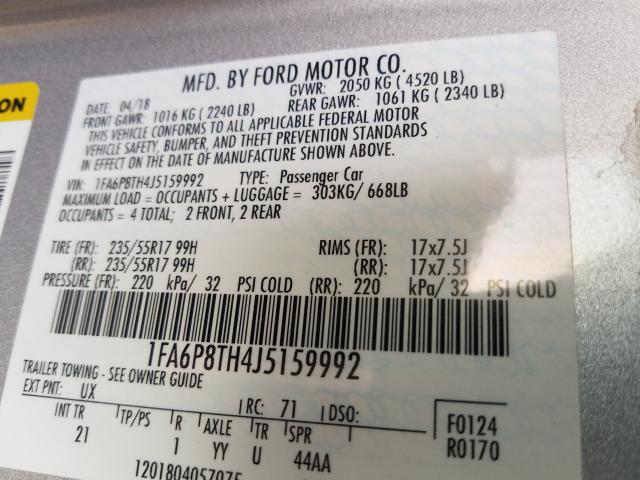 MFD. BY FORD MOTOR CO.
DATE: 04/18 GVWR: 2050 KG ( 4520 LB)
FRONT GAWR: 1016 KG ( 2240 LB) REAR GAWR: 1061 KG ( 2340 LB)
THIS VEHICLE CONFORMS TO ALL APPLICABLE FEDERAL MOTOR
VEHICLE SAFETY, BUMPER, AND THEFT PREVENTION STANDARDS
IN EFFECT ON THE DATE OF MANUFACTURE SHOWN ABOVE.
VIN: 1FA6P8TH4J5159992 TYPE: Passenger Car
MAXIMUM LOAD = OCCUPANTS + LUGGAGE = 303KG/ 668LB
OCCUPANTS = 4 TOTAL; 2 FRONT, 2 REAR
TIRE (FR): 235/55R17 99H RIMS (FR): 17x7.5J
(RR): 235/55R17 99H (RR): 17x7.5J
PRESSURE (FR): 220 kPa/ 32 PSI COLD (RR): 220 kPa/ 32 PSI COLD
1FA6P8TH4J5159992
TRAILER TOWING - SEE OWNER GUIDE
EXT PNT: UX RC: 71 DSO:
INT TR TP/PS R AXLE TR SPR F0124
21 1 YY U 44AA R0170
ON